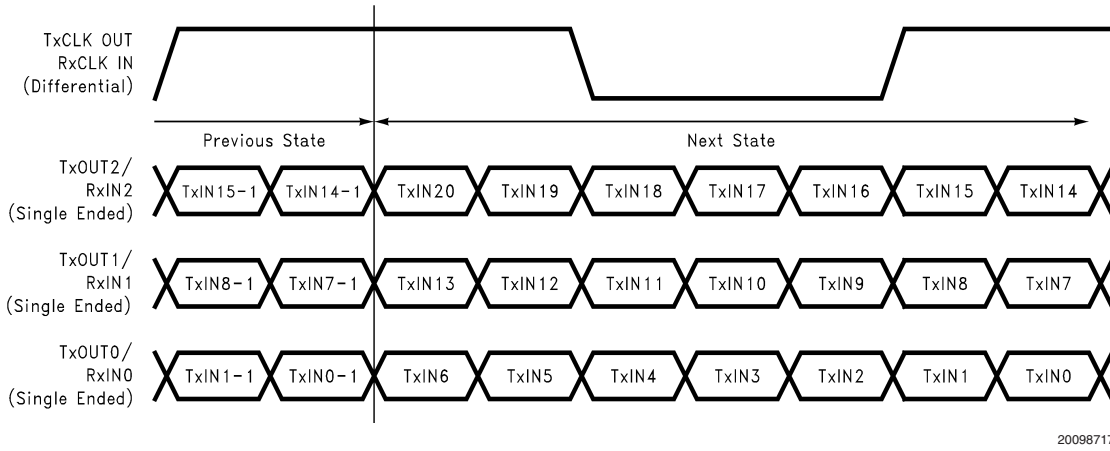 TxCLK OUT
RxCLK IN
(Differential)
Previous State
Next State
TxOUT2/
RxIN2
(Single Ended)
TxIN15-1 TxIN14-1 TxIN20 TxIN19 TxIN18 TxIN17 TxIN16 TxIN15 TxIN14
TxOUT1/
RxIN1
(Single Ended)
TxIN8-1 TxIN7-1 TxIN13 TxIN12 TxIN11 TxIN10 TxIN9 TxIN8 TxIN7
TxOUT0/
RxIN0
(Single Ended)
TxIN1-1 TxIN0-1 TxIN6 TxIN5 TxIN4 TxIN3 TxIN2 TxIN1 TxIN0
20098717